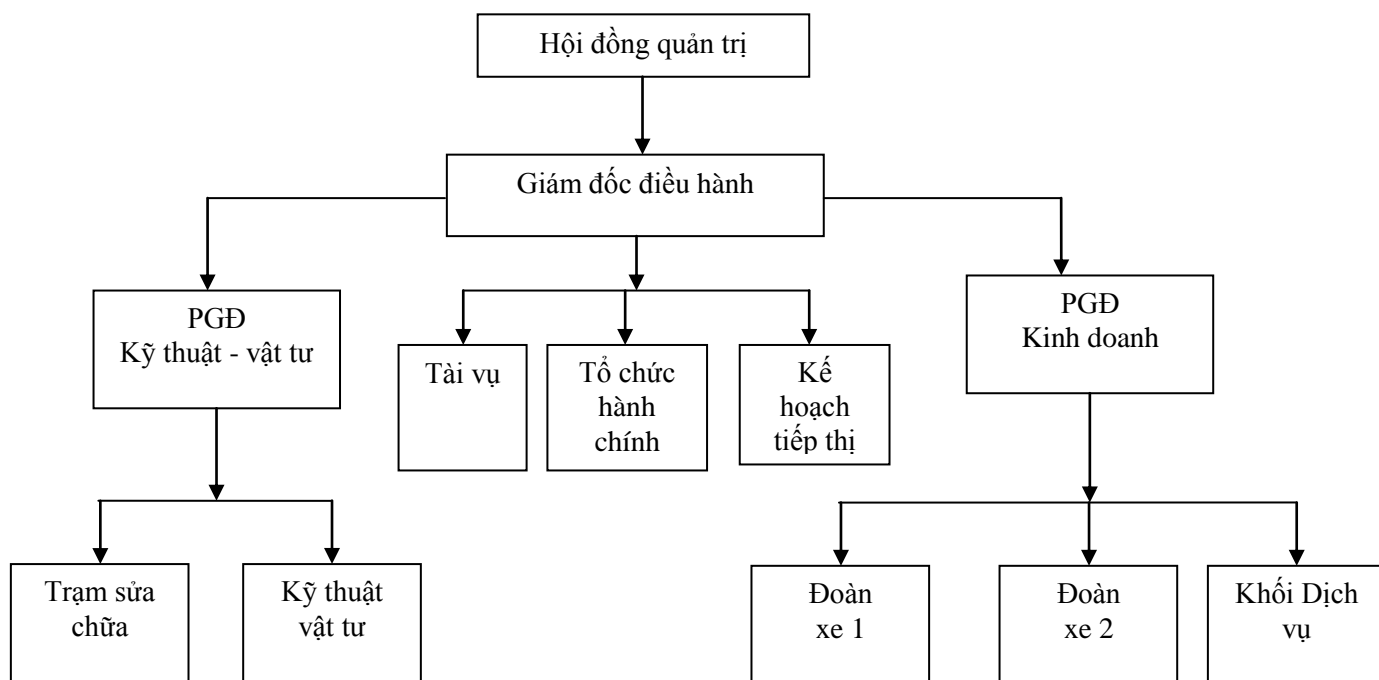 Hội đồng quản trị
Giám đốc điều hành
PGĐ
Kỹ thuật - vật tư
Tài vụ
Tổ chức
hành
chính
Kế
hoạch
tiếp thị
PGĐ
Kinh doanh
Trạm sửa
chữa
Kỹ thuật
vật tư
Đoàn
xe 1
Đoàn
xe 2
Khối Dịch
vụ